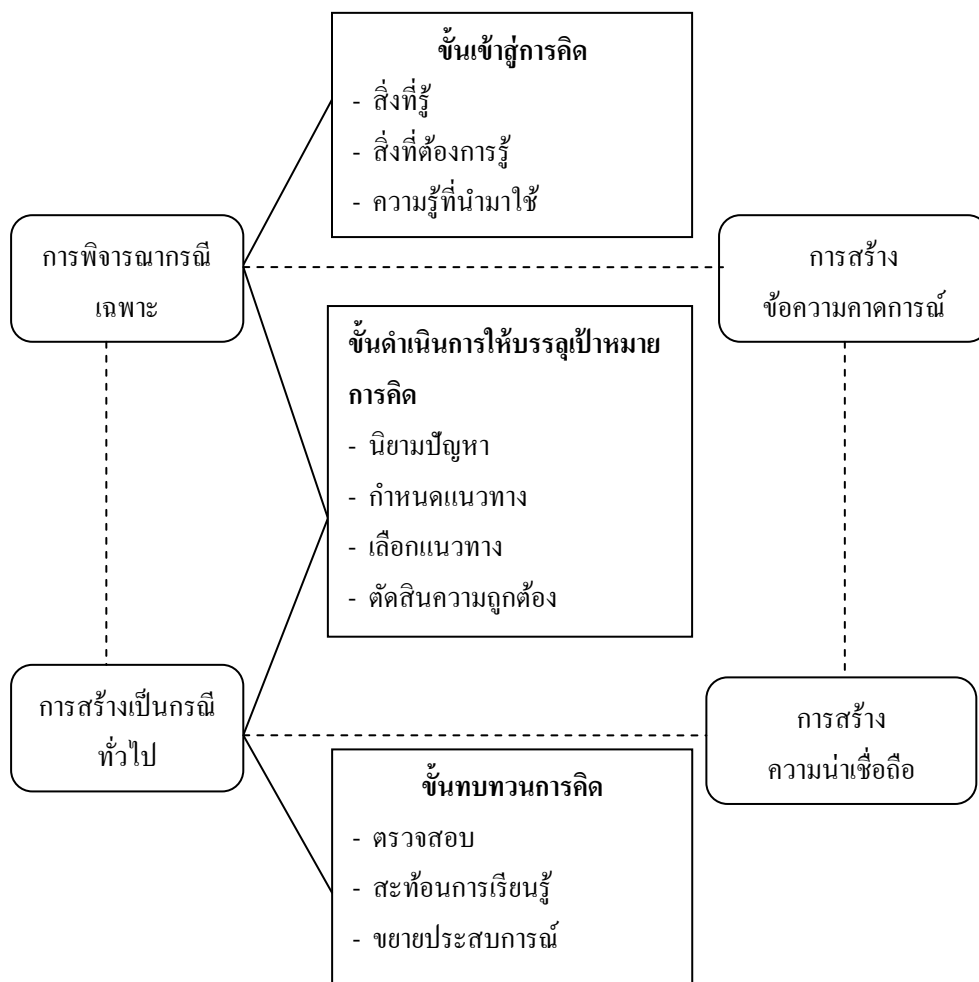 ขั้นเข้าสู่การคิด
- สิ่งที่รู้
- สิ่งที่ต้องการรู้
- ความรู้ที่นำมาใช้
การพิจารณากรณี
เฉพาะ
การสร้าง
ข้อความคาดการณ์
ขั้นดำเนินการให้บรรลุเป้าหมาย
การคิด
- นิยามปัญหา
- กำหนดแนวทาง
- เลือกแนวทาง
- ตัดสินความถูกต้อง
การสร้างเป็นกรณี
ทั่วไป
การสร้าง
ความน่าเชื่อถือ
ขั้นทบทวนการคิด
- ตรวจสอบ
- สะท้อนการเรียนรู้
- ขยายประสบการณ์